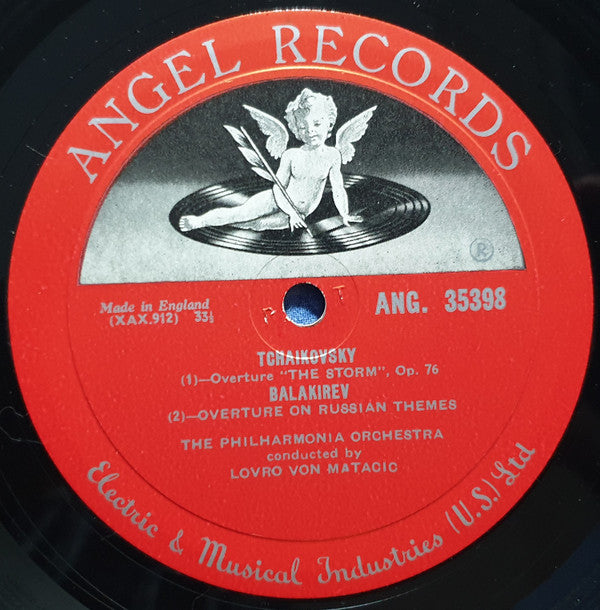 ANGEL RECORDS
®
Made in England
(XAX.912) 33⅓
ANG. 35398
P T
TCHAIKOVSKY
(1)—Overture "THE STORM", Op. 76
BALAKIREV
(2)—OVERTURE ON RUSSIAN THEMES
THE PHILHARMONIA ORCHESTRA
conducted by
LOVRO VON MATACIC
Electric & Musical Industries (U.S.) Ltd